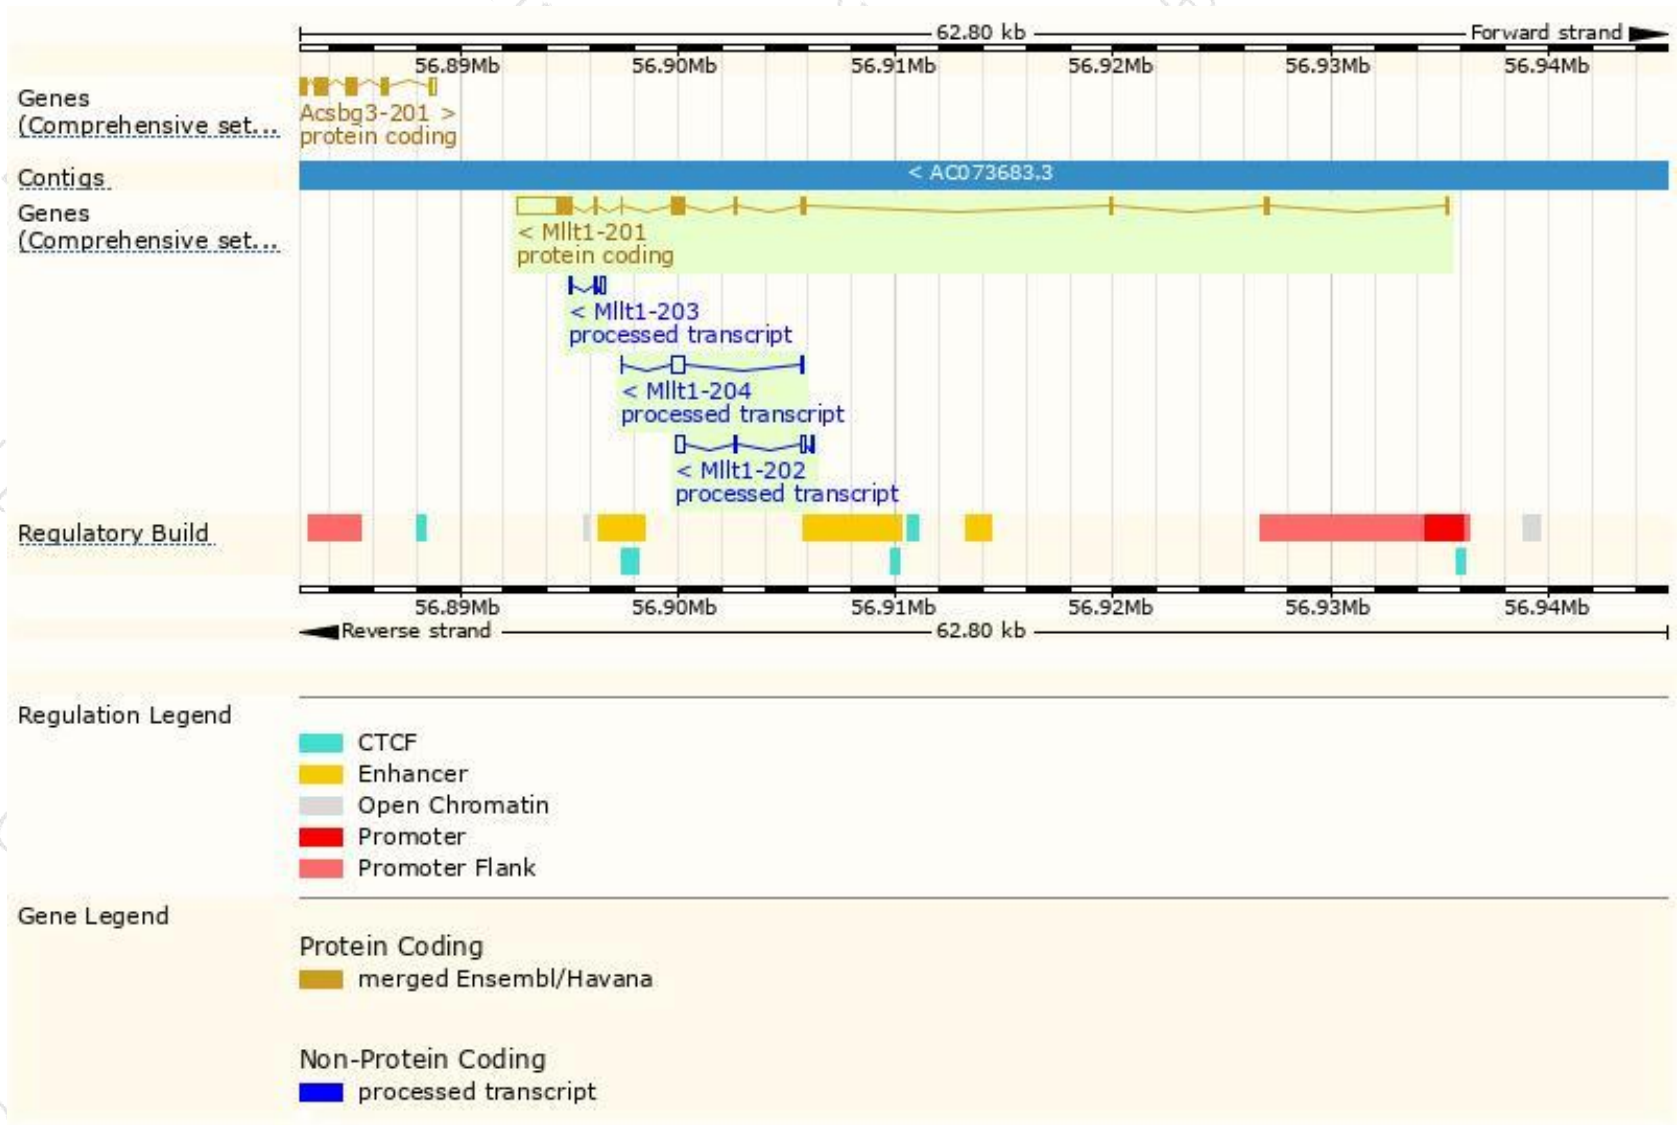 62.80 kb Forward strand
56.89Mb 56.90Mb 56.91Mb 56.92Mb 56.93Mb 56.94Mb
Genes
(Comprehensive set...
Acsbg3-201 >
protein coding
Contigs
< AC073683.3
Genes
(Comprehensive set...
< Mllt1-201
protein coding
< Mllt1-203
processed transcript
< Mllt1-204
processed transcript
< Mllt1-202
processed transcript
Regulatory Build
56.89Mb 56.90Mb 56.91Mb 56.92Mb 56.93Mb 56.94Mb
Reverse strand 62.80 kb
Regulation Legend
CTCF
Enhancer
Open Chromatin
Promoter
Promoter Flank
Gene Legend
Protein Coding
merged Ensembl/Havana
Non-Protein Coding
processed transcript